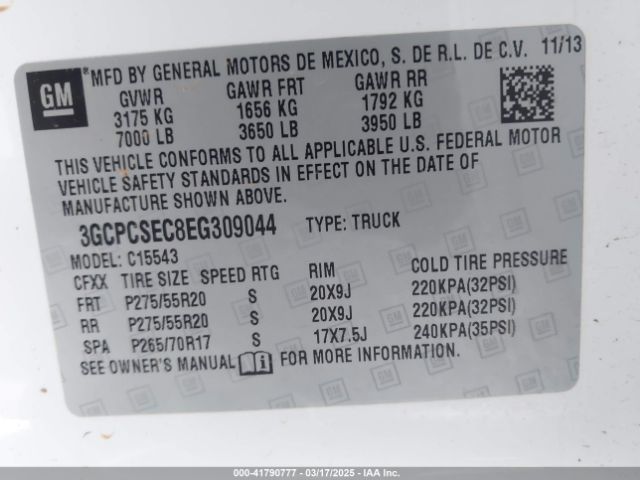 GM
MFD BY GENERAL MOTORS DE MEXICO, S. DE R.L. DE C.V. 11/13
GVWR GAWR FRT GAWR RR
3175 KG 1656 KG 1792 KG
7000 LB 3650 LB 3950 LB
THIS VEHICLE CONFORMS TO ALL APPLICABLE U.S. FEDERAL MOTOR
VEHICLE SAFETY STANDARDS IN EFFECT ON THE DATE OF
MANUFACTURE SHOWN ABOVE.
3GCPCSEC8EG309044 TYPE: TRUCK
MODEL: C15543
CFXX TIRE SIZE SPEED RTG RIM COLD TIRE PRESSURE
FRT P275/55R20 S 20X9J 220KPA(32PSI)
RR P275/55R20 S 20X9J 220KPA(32PSI)
SPA P265/70R17 S 17X7.5J 240KPA(35PSI)
SEE OWNER'S MANUAL FOR MORE INFORMATION.
000-41790777 - 03/17/2025 - IAA Inc.